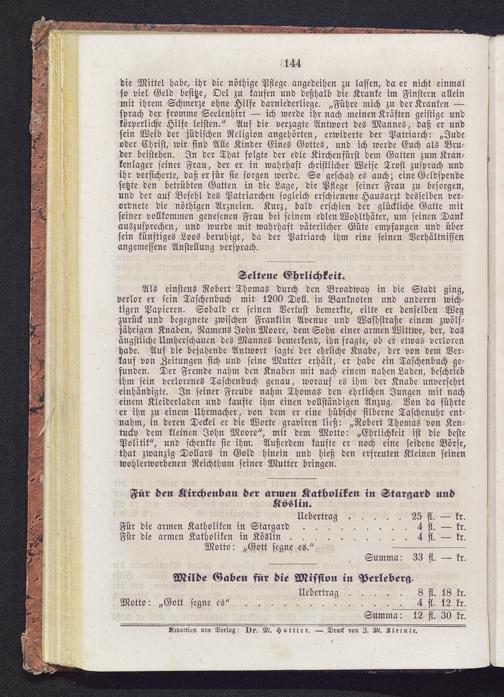 144
die Mittel habe, ihr die nöthige Pflege angedeihen zu lassen, da er nicht einmal
so viel Geld besitze, Oel zu kaufen und deßhalb die Kranke im Finstern allein
mit ihrem Schmerze ohne Hilfe darniederliege. „Führe mich zu der Kranken —
sprach der fromme Seelenhirt — ich werde ihr nach meinen Kräften geistige und
körperliche Hilfe leisten.“ Auf die verzagte Antwort des Mannes, daß er und
sein Weib der jüdischen Religion angehörten, erwiderte der Patriarch: „Jude
oder Christ, wir sind Alle Kinder Eines Gottes, und ich werde Euch als Bru-
der beistehen. In der That folgte der edle Kirchenfürst dem Gatten zum Kran-
kenlager seiner Frau, der er in wahrhaft christlicher Weise Trost zusprach und
ihr versicherte, daß er für sie sorgen werde. So geschah es auch; eine Geldspende
setzte den betrübten Gatten in die Lage, die Pflege seiner Frau zu besorgen,
und der auf Befehl des Patriarchen sogleich erschienene Hausarzt desselben ver-
ordnete die nöthigen Arzneien. Kurz, bald erschien der glückliche Gatte mit
seiner vollkommen genesenen Frau bei seinem edlen Wohlthäter, um seinen Dank
auszusprechen, und wurde mit wahrhaft väterlicher Güte empfangen und über
sein künftiges Loos beruhigt, da der Patriarch ihm eine seinen Verhältnissen
angemessene Anstellung versprach.
Seltene Ehrlichkeit.
Als einstens Robert Thomas durch den Broadway in die Stadt ging,
verlor er sein Taschenbuch mit 1200 Doll. in Banknoten und anderen wich-
tigen Papieren. Sobald er seinen Verlust bemerkte, eilte er denselben Weg
zurück und begegnete zwischen Franklin Avenue und Wasstraße einem zwölf-
jährigen Knaben, Namens John Moore, dem Sohn einer armen Wittwe, der, das
ängstliche Umherschauen des Mannes bemerkend, ihn fragte, ob er etwas verloren
habe. Auf die bejahende Antwort sagte der ehrliche Knabe, der von dem Ver-
kauf von Zeitungen sich und seine Mutter erhält, er habe ein Taschenbuch ge-
funden. Der Fremde nahm den Knaben mit nach einem nahen Laden, beschrieb
ihm sein verlorenes Taschenbuch genau, worauf es ihm der Knabe unversehrt
einhändigte. In seiner Freude nahm Thomas den ehrlichen Jungen mit nach
einem Kleiderladen und kaufte ihm einen vollständigen Anzug. Von da führte
er ihn zu einem Uhrmacher, von dem er eine hübsche silberne Taschenuhr ent-
nahm, in deren Deckel er die Worte graviren ließ: „Robert Thomas von Ken-
tucky dem kleinen John Moore“, mit dem Motto: „Ehrlichkeit ist die beste
Politik“, und schenkte sie ihm. Außerdem kaufte er noch eine seidene Börse,
that zwanzig Dollars in Gold hinein und hieß den erfreuten Kleinen seinen
wohlerworbenen Reichthum seiner Mutter bringen.
Für den Kirchenbau der armen Katholiken in Stargard und
Köslin.
Uebertrag . . . . . 25 fl. — kr.
Für die armen Katholiken in Stargard . . . . . . . . . 4 fl. — kr.
Für die armen Katholiken in Köslin . . . . . . . . . . 4 fl. — kr.
Motto: „Gott segne es.“
Summa: 33 fl. — kr.
Milde Gaben für die Mission in Perleberg.
Uebertrag . . . . . . 8 fl. 18 kr.
Motto: „Gott segne es“ . . . . . . . . . . . . 4 fl. 12 kr.
Summa: 12 fl. 30 kr.
Redaction und Verlag: Dr. M. Huttler. — Druck von J. M. Kleinle.